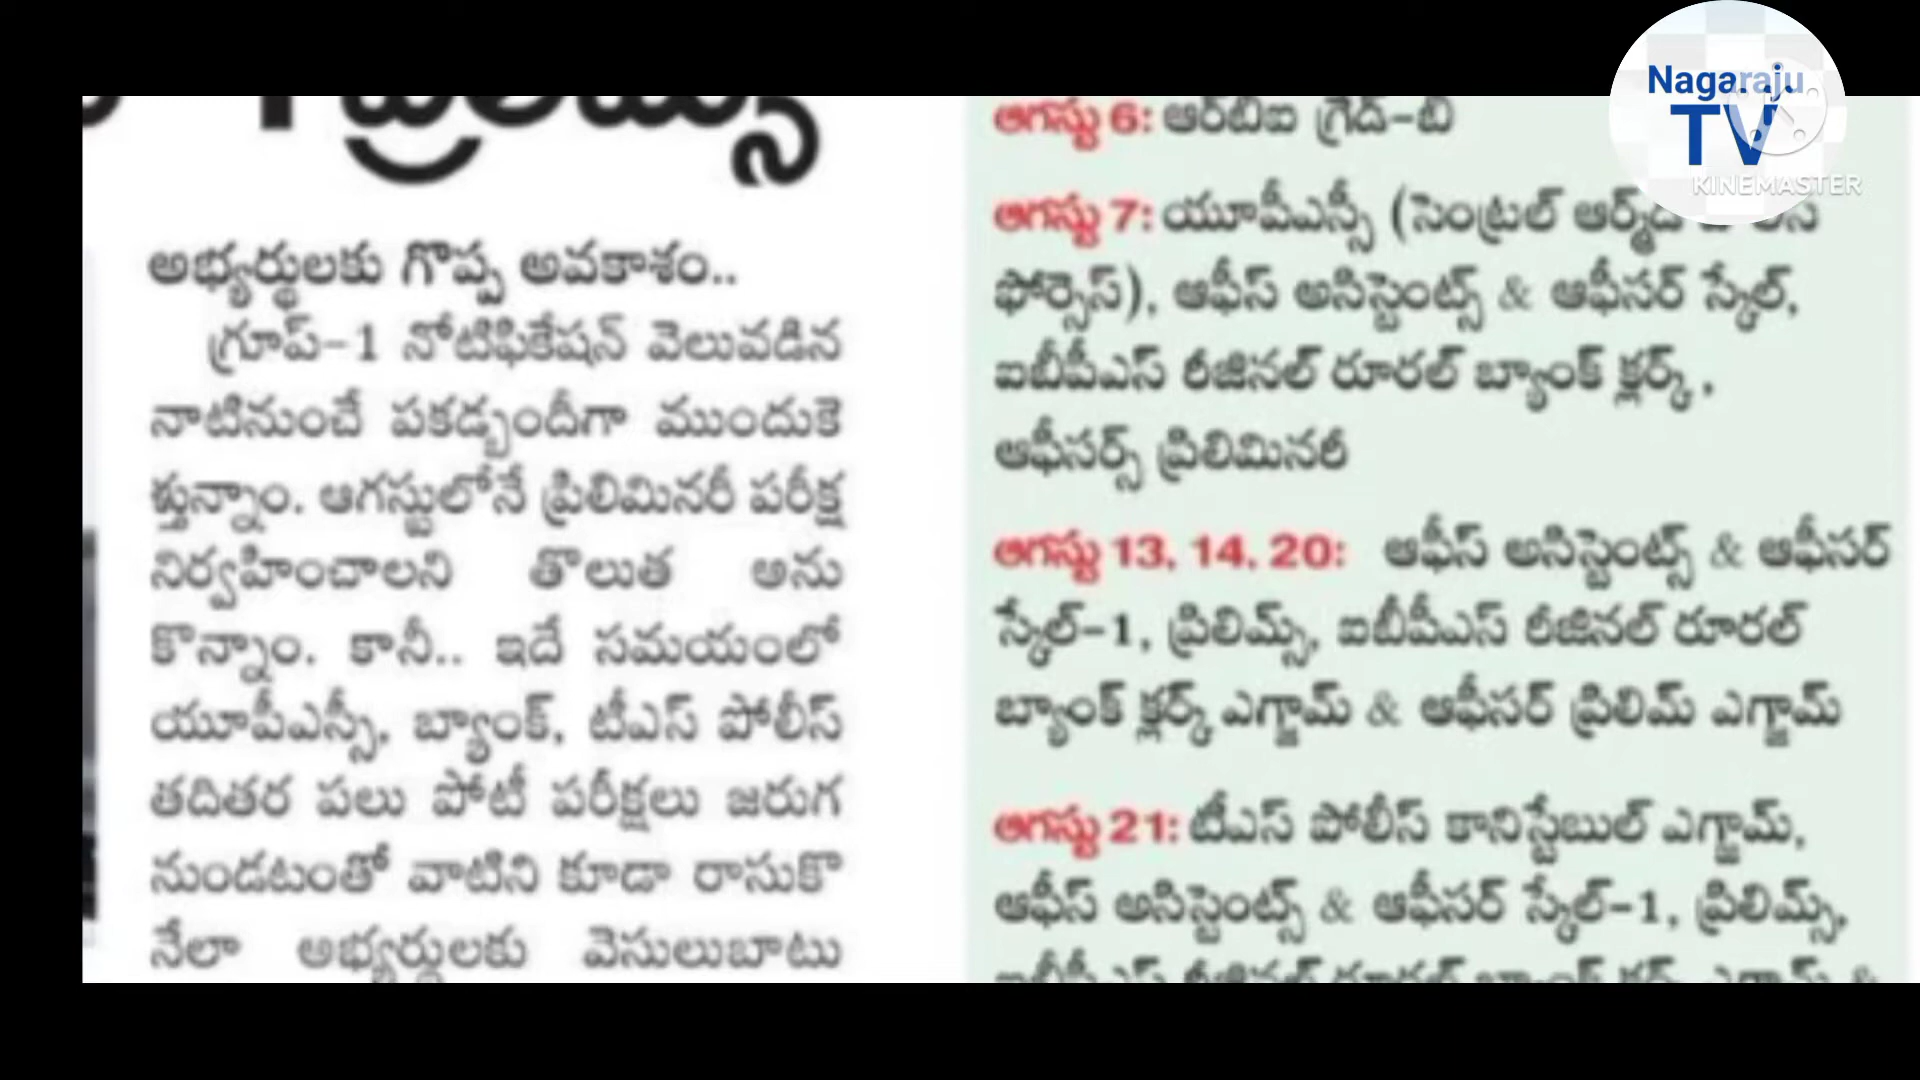 Nagaraju
TV
KINEMASTER
అభ్యర్థులకు గొప్ప అవకాశం..
గ్రూప్-1 నోటిఫికేషన్ వెలువడిన
నాటినుంచే పకడ్బందీగా ముందుకె
ళ్తున్నాం. ఆగస్టులోనే ప్రిలిమినరీ పరీక్ష
నిర్వహించాలని తొలుత అను
కొన్నాం. కానీ.. ఇదే సమయంలో
యూపీఎస్సీ, బ్యాంక్, టీఎస్ పోలీస్
తదితర పలు పోటీ పరీక్షలు జరుగ
నుండటంతో వాటిని కూడా రాసుకొ
నేలా అభ్యర్థులకు వెసులుబాటు
ఆగస్టు 6: ఆర్‌బీఐ గ్రేడ్-బి
ఆగస్టు 7: యూపీఎస్సీ (సెంట్రల్ ఆర్మ్‌డ్
ఫోర్సెస్), ఆఫీస్ అసిస్టెంట్స్ & ఆఫీసర్ స్కేల్,
ఐబీపీఎస్ రీజినల్ రూరల్ బ్యాంక్ క్లర్క్ ,
ఆఫీసర్స్ ప్రిలిమినరీ
ఆగస్టు 13, 14, 20: ఆఫీస్ అసిస్టెంట్స్ & ఆఫీసర్
స్కేల్-1, ప్రిలిమ్స్, ఐబీపీఎస్ రీజినల్ రూరల్
బ్యాంక్ క్లర్క్ ఎగ్జామ్ & ఆఫీసర్ ప్రిలిమ్ ఎగ్జామ్
ఆగస్టు 21: టీఎస్ పోలీస్ కానిస్టేబుల్ ఎగ్జామ్,
ఆఫీస్ అసిస్టెంట్స్ & ఆఫీసర్ స్కేల్-1, ప్రిలిమ్స్,